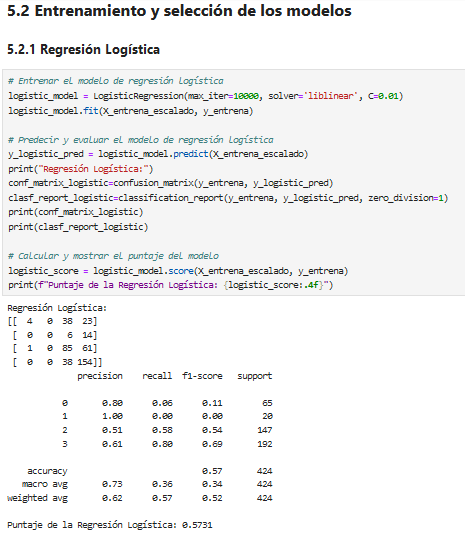 5.2 Entrenamiento y selección de los modelos
5.2.1 Regresión Logística
# Entrenar el modelo de regresión logística
logistic_model = LogisticRegression(max_iter=10000, solver='liblinear', C=0.01)
logistic_model.fit(X_entrena_escalado, y_entrena)
# Predecir y evaluar el modelo de regresión logística
y_logistic_pred = logistic_model.predict(X_entrena_escalado)
print("Regresión Logística:")
conf_matrix_logistic=confusion_matrix(y_entrena, y_logistic_pred)
clasf_report_logistic=classification_report(y_entrena, y_logistic_pred, zero_division=1)
print(conf_matrix_logistic)
print(clasf_report_logistic)
# Calcular y mostrar el puntaje del modelo
logistic_score = logistic_model.score(X_entrena_escalado, y_entrena)
print(f"Puntaje de la Regresión Logística: {logistic_score:.4f}")
Regresión Logística:
[[ 4 0 38 23]
[ 0 0 6 14]
[ 1 0 85 61]
[ 0 0 38 154]]
precision recall f1-score support
0 0.80 0.06 0.11 65
1 1.00 0.00 0.00 20
2 0.51 0.58 0.54 147
3 0.61 0.80 0.69 192
accuracy 0.57 424
macro avg 0.73 0.36 0.34 424
weighted avg 0.62 0.57 0.52 424
Puntaje de la Regresión Logística: 0.5731